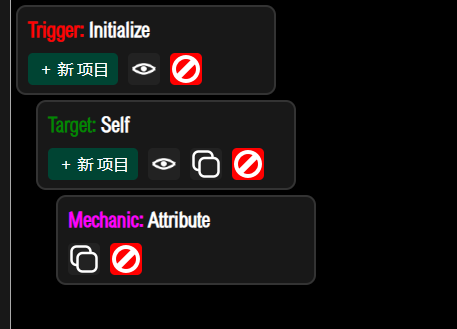 Trigger: Initialize
+ 新项目
Target: Self
+ 新项目
Mechanic: Attribute